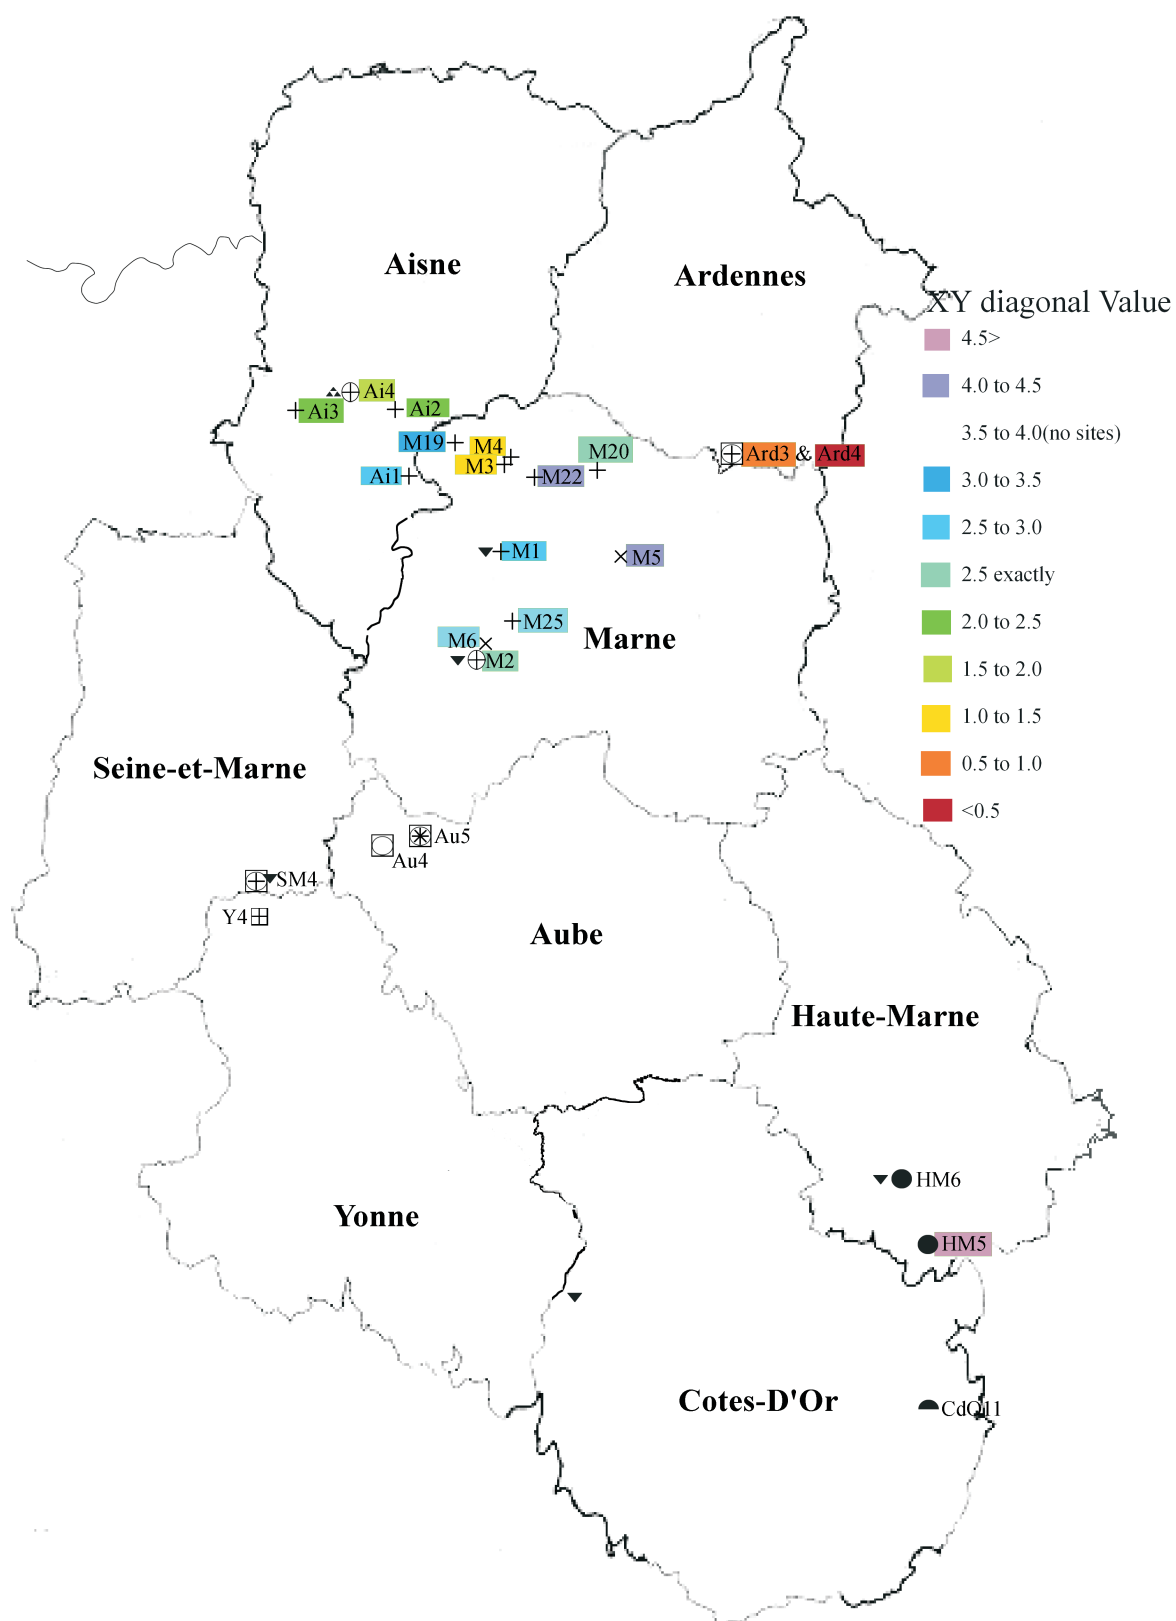 Aisne
Ardennes
XY diagonal Value
4.5>
4.0 to 4.5
3.5 to 4.0(no sites)
3.0 to 3.5
2.5 to 3.0
2.5 exactly
2.0 to 2.5
1.5 to 2.0
1.0 to 1.5
0.5 to 1.0
<0.5
Ai4
Ai3
Ai2
M19
M4
M20
M3
Ard3 & Ard4
Ai1
M22
M1
M5
M25
M6
Marne
M2
Seine-et-Marne
Au5
Au4
SM4
Y4
Aube
Haute-Marne
HM6
Yonne
HM5
Cotes-D'Or
CdO11